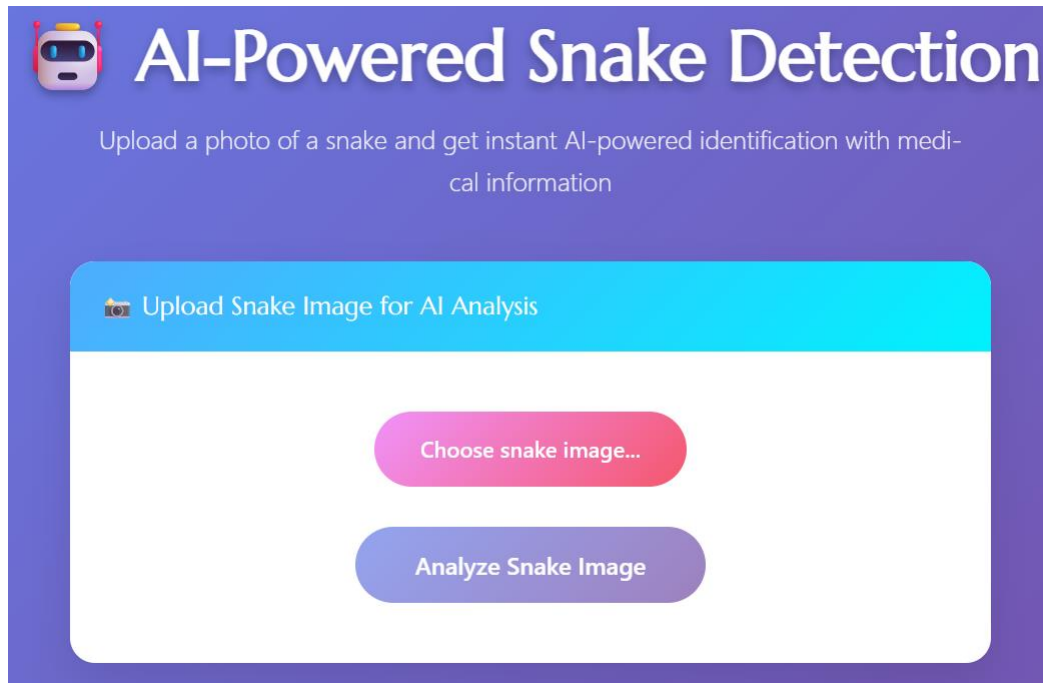 AI-Powered Snake Detection
Upload a photo of a snake and get instant AI-powered identification with medi-
cal information
Upload Snake Image for AI Analysis
Choose snake image...
Analyze Snake Image